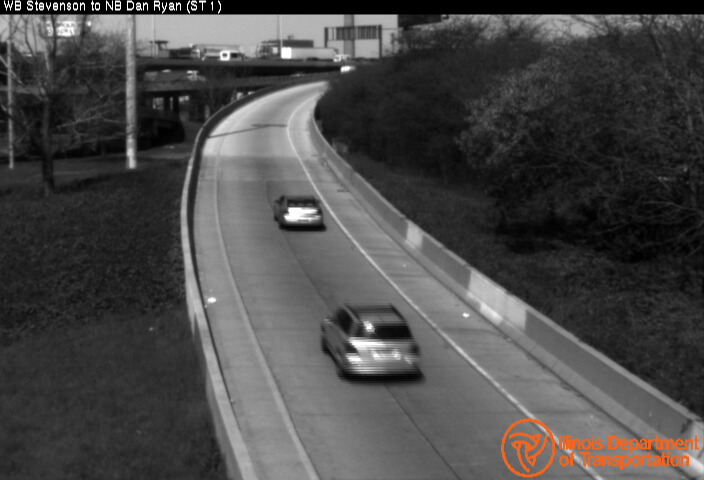 WB Stevenson to NB Dan Ryan (ST 1)
Illinois Department
of Transportation